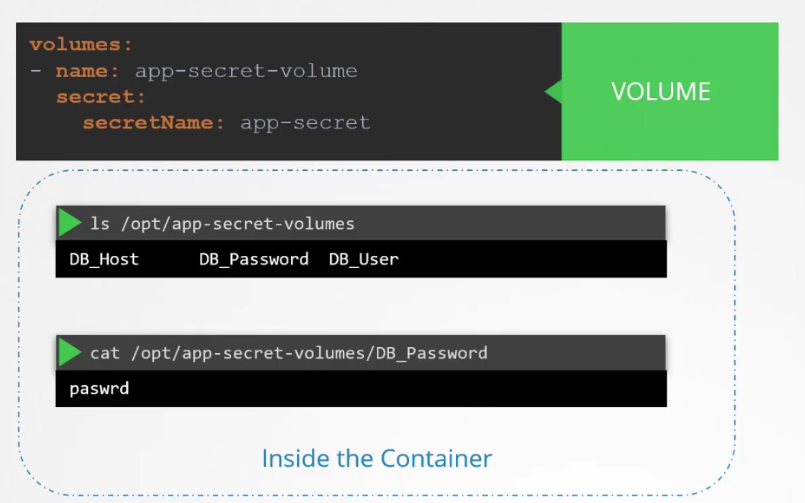 volumes:
- name: app-secret-volume
secret:
secretName: app-secret
VOLUME
ls /opt/app-secret-volumes
DB_Host DB_Password DB_User
cat /opt/app-secret-volumes/DB_Password
paswrd
Inside the Container